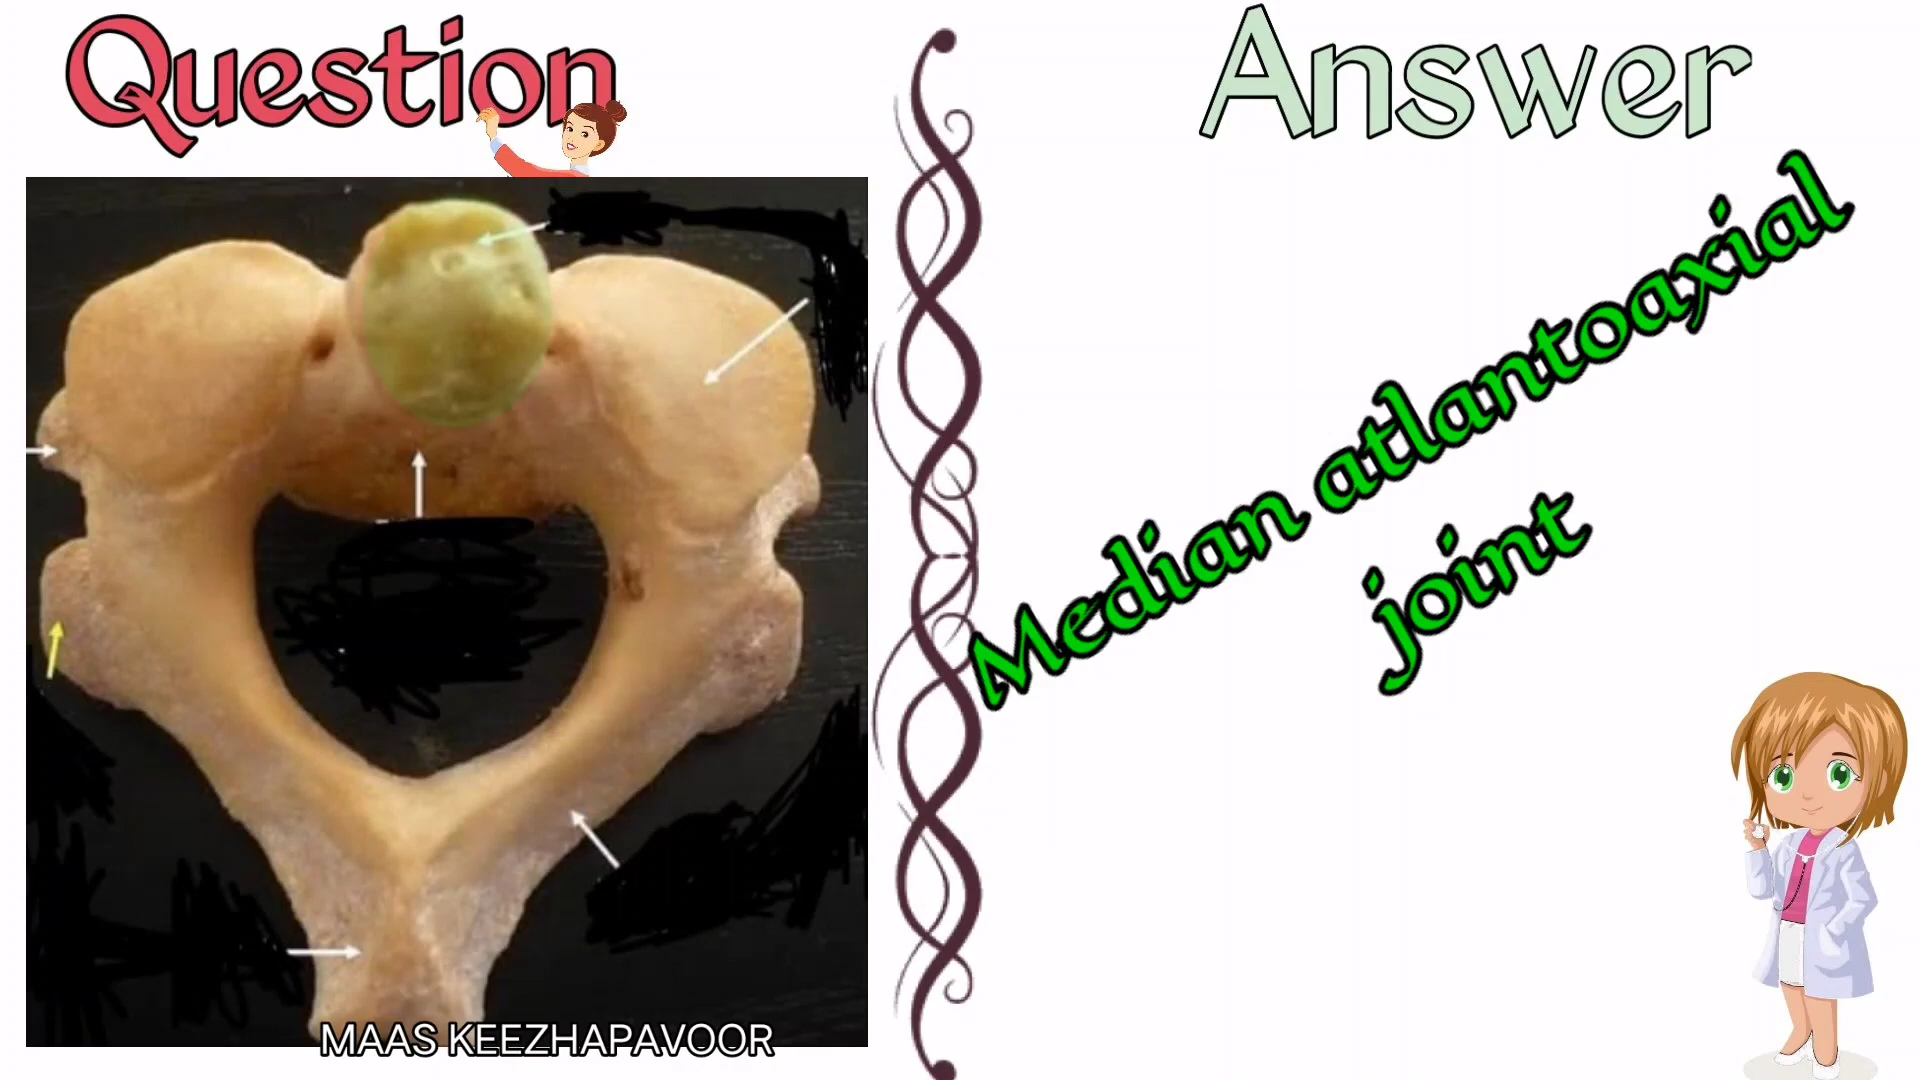 Question
Answer
Median atlantoaxial
joint
MAAS KEEZHAPAVOOR